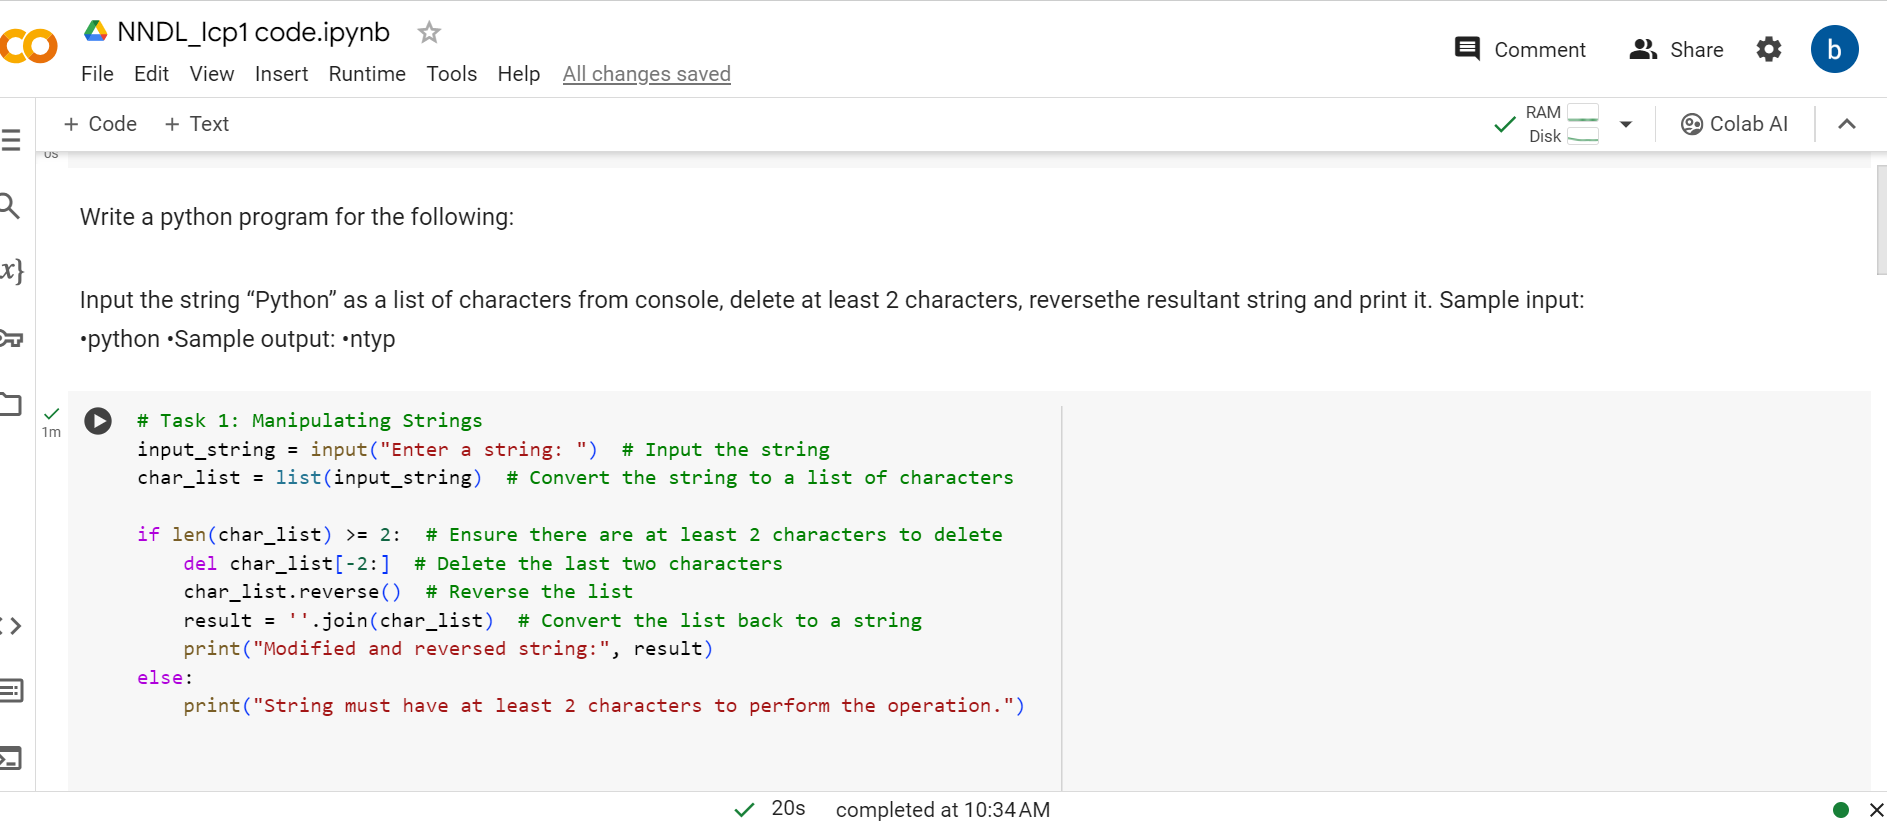 NNDL_Icp1 code.ipynb
File Edit View Insert Runtime Tools Help All changes saved
Comment Share b
+ Code + Text
RAM
Disk
Colab AI
0s
Write a python program for the following:
Input the string “Python” as a list of characters from console, delete at least 2 characters, reversethe resultant string and print it. Sample input:
•python •Sample output: •ntyp
1m
# Task 1: Manipulating Strings
input_string = input("Enter a string: ")  # Input the string
char_list = list(input_string)  # Convert the string to a list of characters
if len(char_list) >= 2:  # Ensure there are at least 2 characters to delete
    del char_list[-2:]  # Delete the last two characters
    char_list.reverse()  # Reverse the list
    result = ''.join(char_list)  # Convert the list back to a string
    print("Modified and reversed string:", result)
else:
    print("String must have at least 2 characters to perform the operation.")
20s completed at 10:34 AM